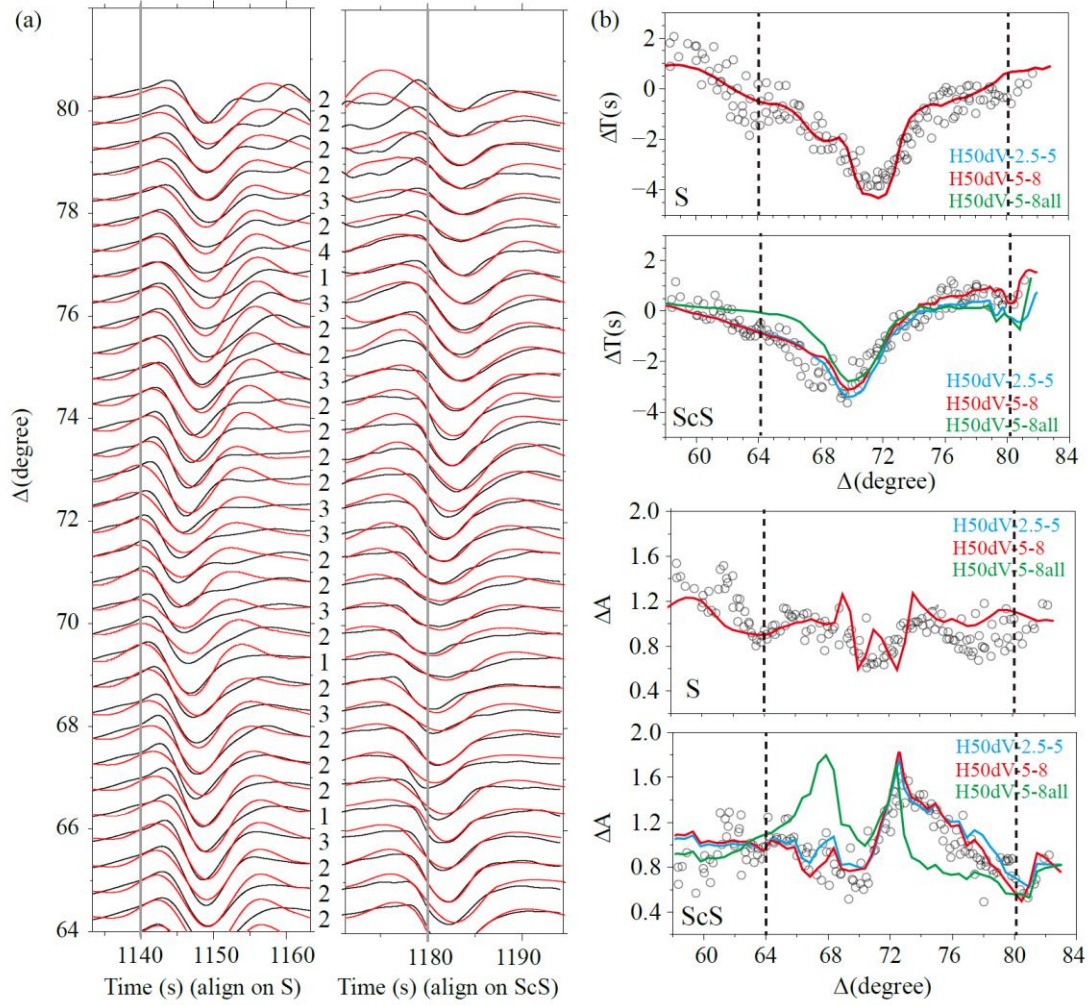 (a)
80
78
76
74
72
70
68
66
64
Δ(degree)
2
2
2
2
3
2
4
1
3
2
2
3
2
3
2
2
3
3
2
2
3
2
1
2
3
2
2
2
1
3
2
2
2
1140 1150 1160
Time (s) (align on S)
1180 1190
Time (s) (align on ScS)
(b)
2
0
−2
−4
ΔT(s)
S
H50dV-2.5-5
H50dV-5-8
H50dV-5-8all
2
0
−2
−4
ΔT(s)
ScS
H50dV-2.5-5
H50dV-5-8
H50dV-5-8all
60 64 68 72 76 80 84
Δ(degree)
2.0
1.6
1.2
0.8
0.4
ΔA
S
H50dV-2.5-5
H50dV-5-8
H50dV-5-8all
2.0
1.6
1.2
0.8
0.4
ΔA
ScS
H50dV-2.5-5
H50dV-5-8
H50dV-5-8all
60 64 68 72 76 80 84
Δ(degree)